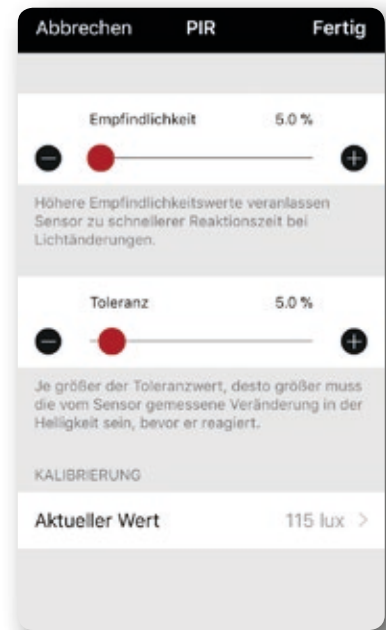 Abbrechen PIR Fertig
Empfindlichkeit 5.0 %
Höhere Empfindlichkeitswerte veranlassen
Sensor zu schnellerer Reaktionszeit bei
Lichtänderungen.
Toleranz 5.0 %
Je größer der Toleranzwert, desto größer muss
die vom Sensor gemessene Veränderung in der
Helligkeit sein, bevor er reagiert.
KALIBRIERUNG
Aktueller Wert 115 lux >